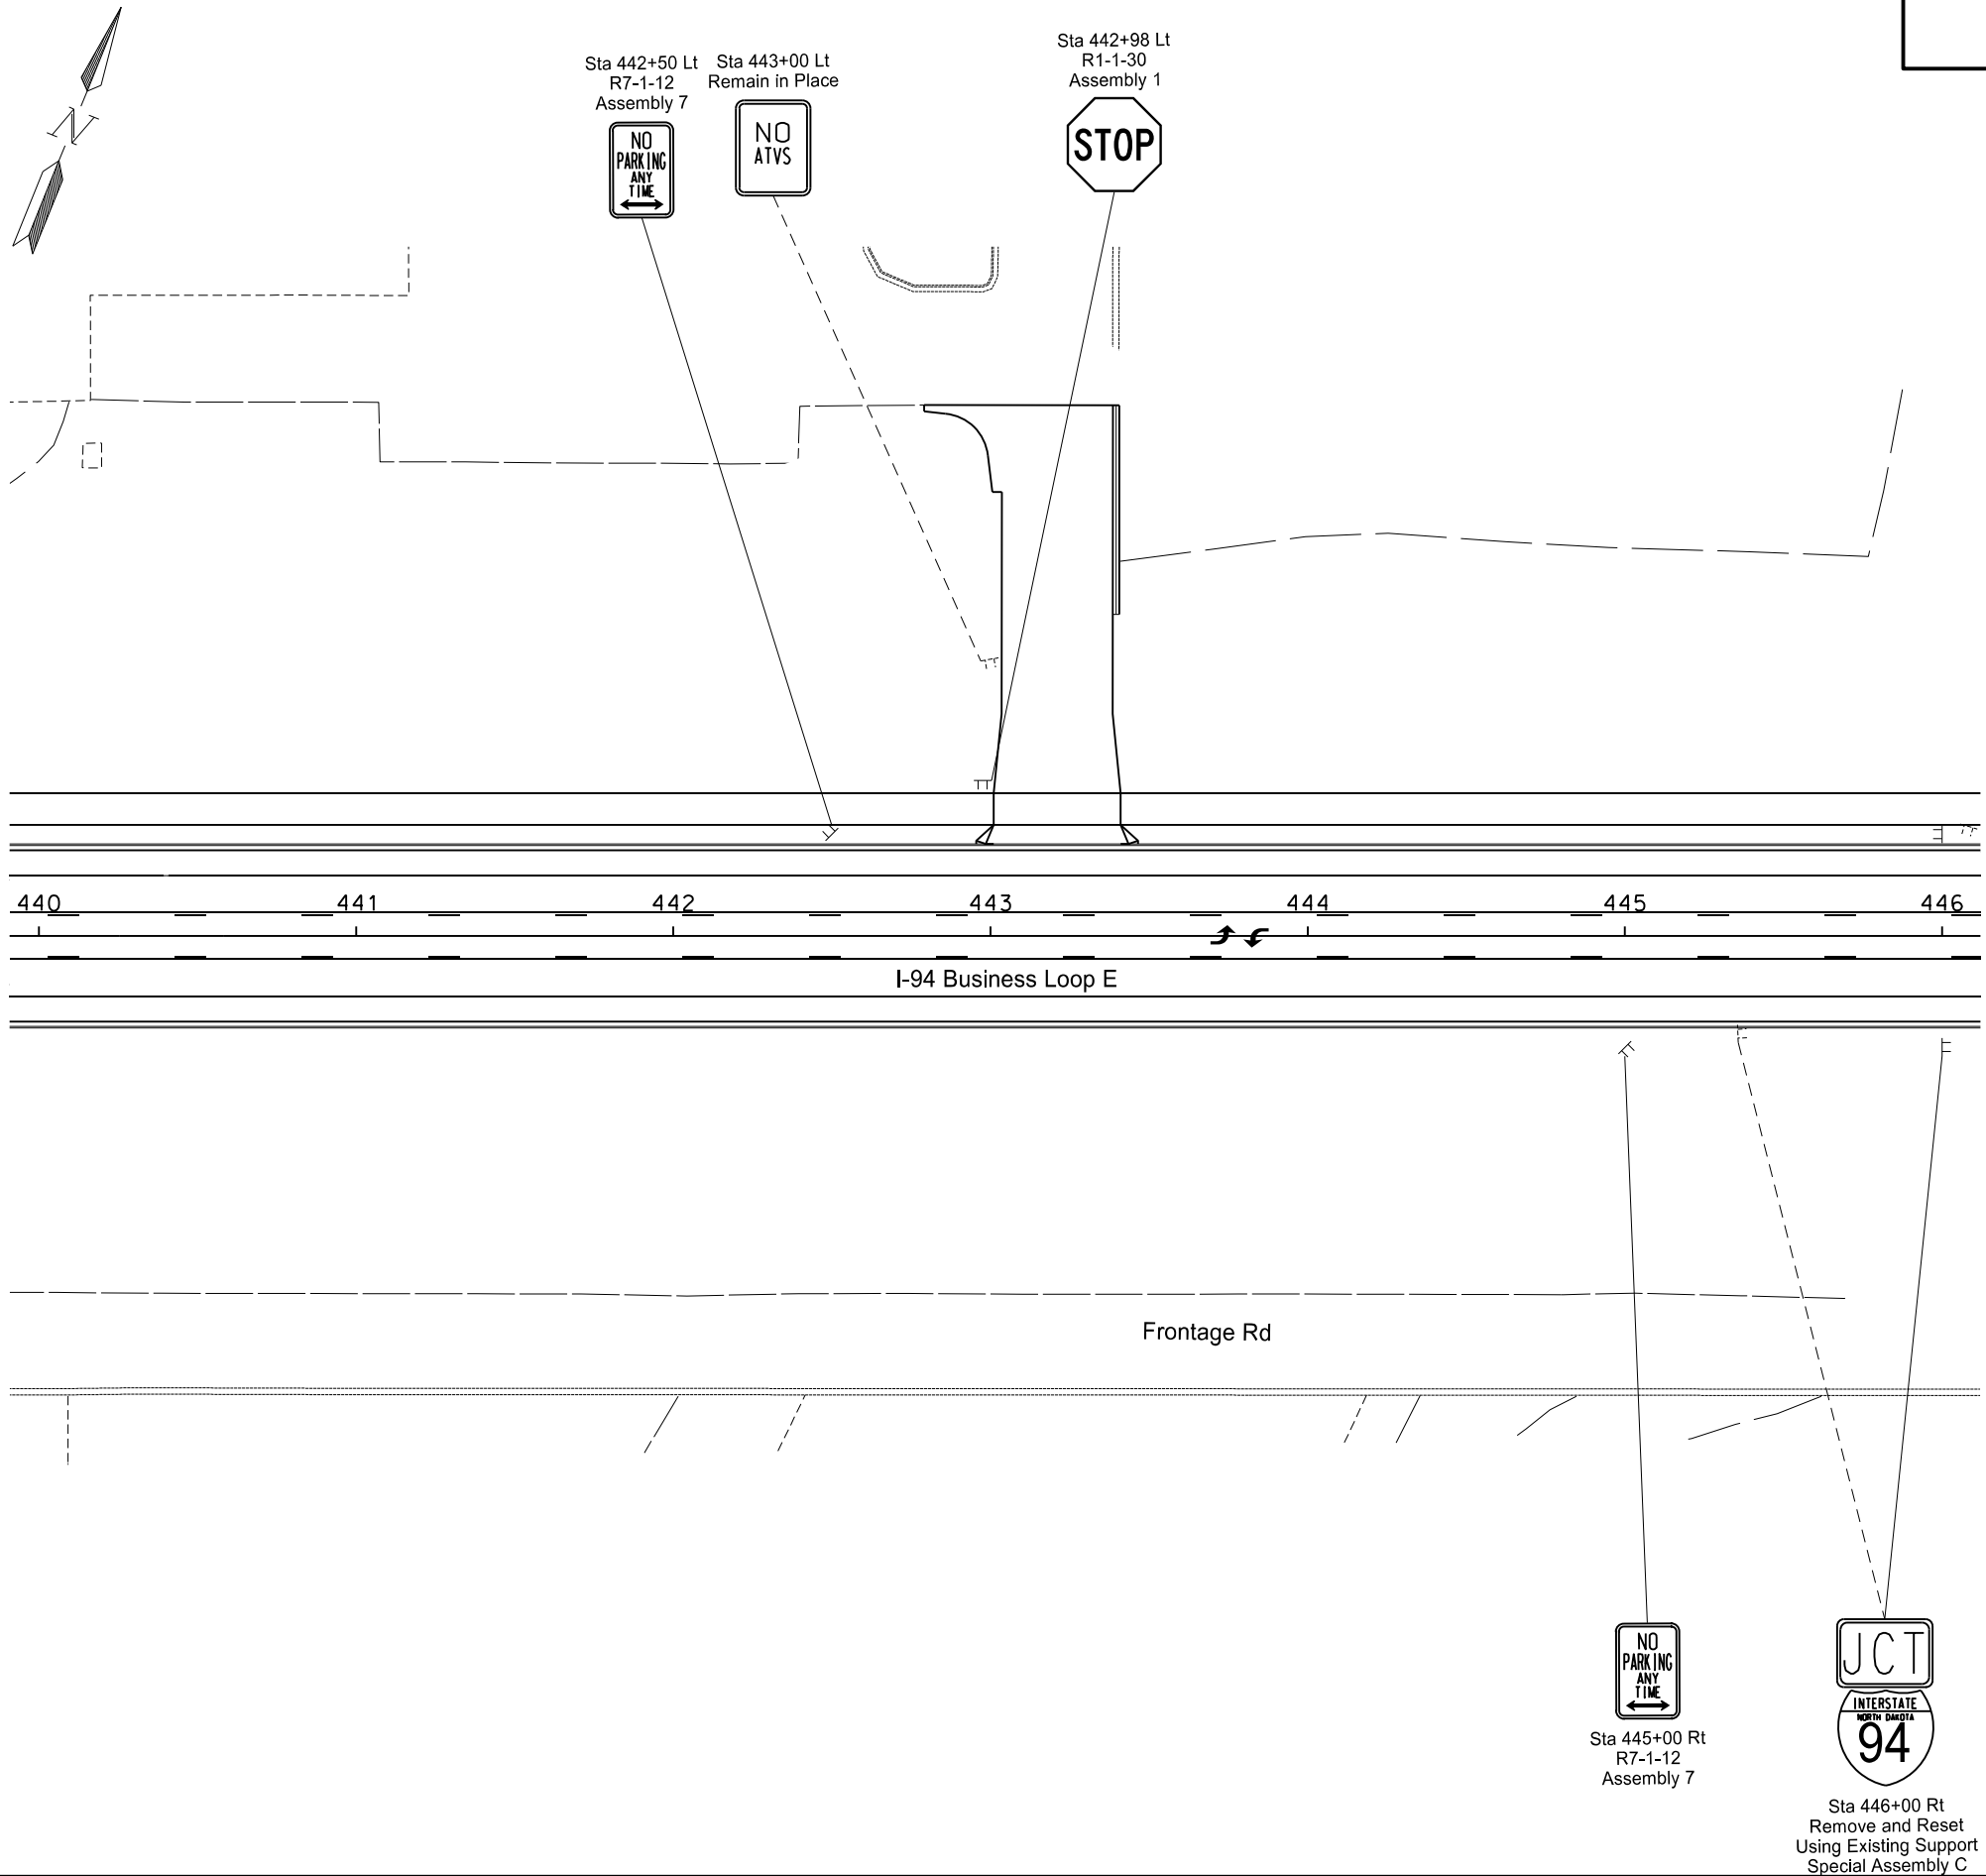 N
Sta 442+50 Lt
R7-1-12
Assembly 7
NO
PARKING
ANY
TIME
Sta 443+00 Lt
Remain in Place
NO
ATVS
Sta 442+98 Lt
R1-1-30
Assembly 1
STOP
440 441 442 443 444 445 446
I-94 Business Loop E
Frontage Rd
NO
PARKING
ANY
TIME
Sta 445+00 Rt
R7-1-12
Assembly 7
JCT
INTERSTATE
NORTH DAKOTA
94
Sta 446+00 Rt
Remove and Reset
Using Existing Support
Special Assembly C